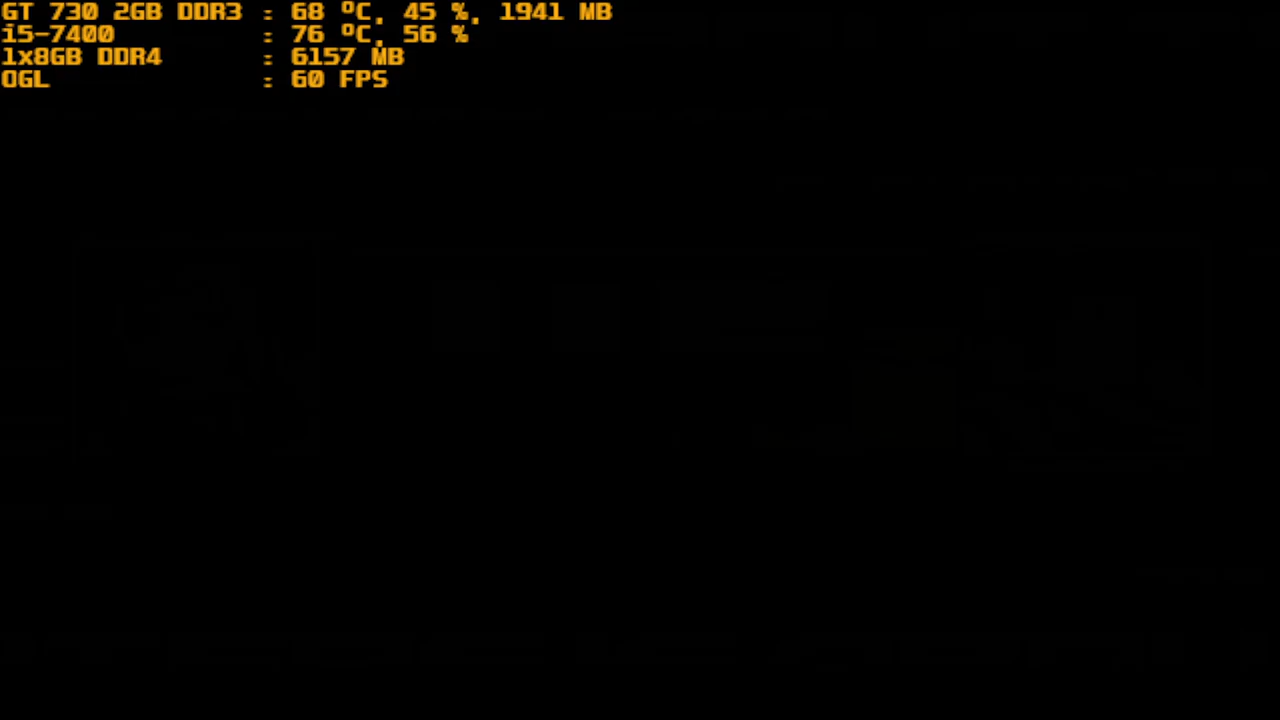 GT 730 2GB DDR3 : 68 ºC, 45 %, 1941 MB
i5-7400 : 76 ºC, 56 %
1x8GB DDR4 : 6157 MB
OGL : 60 FPS